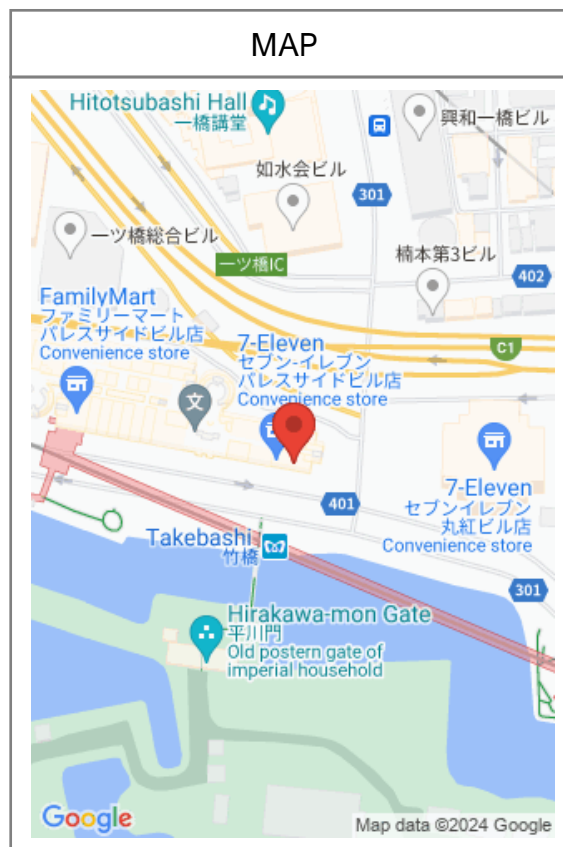 MAP
Hitotsubashi Hall
一橋講堂
興和一橋ビル
如水会ビル
301
一ツ橋総合ビル
一ツ橋IC
楠本第3ビル
402
FamilyMart
ファミリーマート
パレスサイドビル店
Convenience store
7-Eleven
セブン-イレブン
パレスサイドビル店
Convenience store
C1
文
401
7-Eleven
セブンイレブン
丸紅ビル店
Convenience store
Takebashi
竹橋
301
Hirakawa-mon Gate
平川門
Old postern gate of
imperial household
Google
Map data ©2024 Google